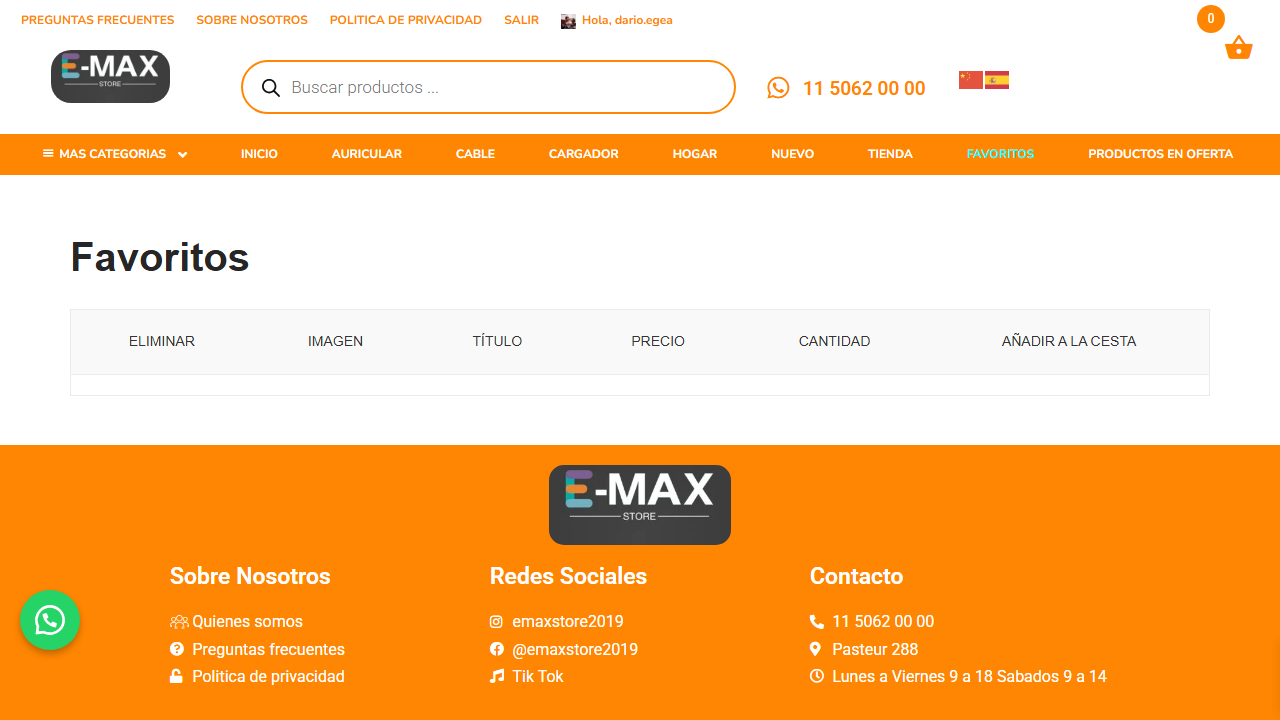 PREGUNTAS FRECUENTES SOBRE NOSOTROS POLITICA DE PRIVACIDAD SALIR Hola, dario.egea
0
E-MAX
STORE
Buscar productos ...
11 5062 00 00
MAS CATEGORIAS INICIO AURICULAR CABLE CARGADOR HOGAR NUEVO TIENDA FAVORITOS PRODUCTOS EN OFERTA
Favoritos
ELIMINAR IMAGEN TÍTULO PRECIO CANTIDAD AÑADIR A LA CESTA
E-MAX
STORE
Sobre Nosotros
Quienes somos
Preguntas frecuentes
Politica de privacidad
Redes Sociales
emaxstore2019
@emaxstore2019
Tik Tok
Contacto
11 5062 00 00
Pasteur 288
Lunes a Viernes 9 a 18 Sabados 9 a 14